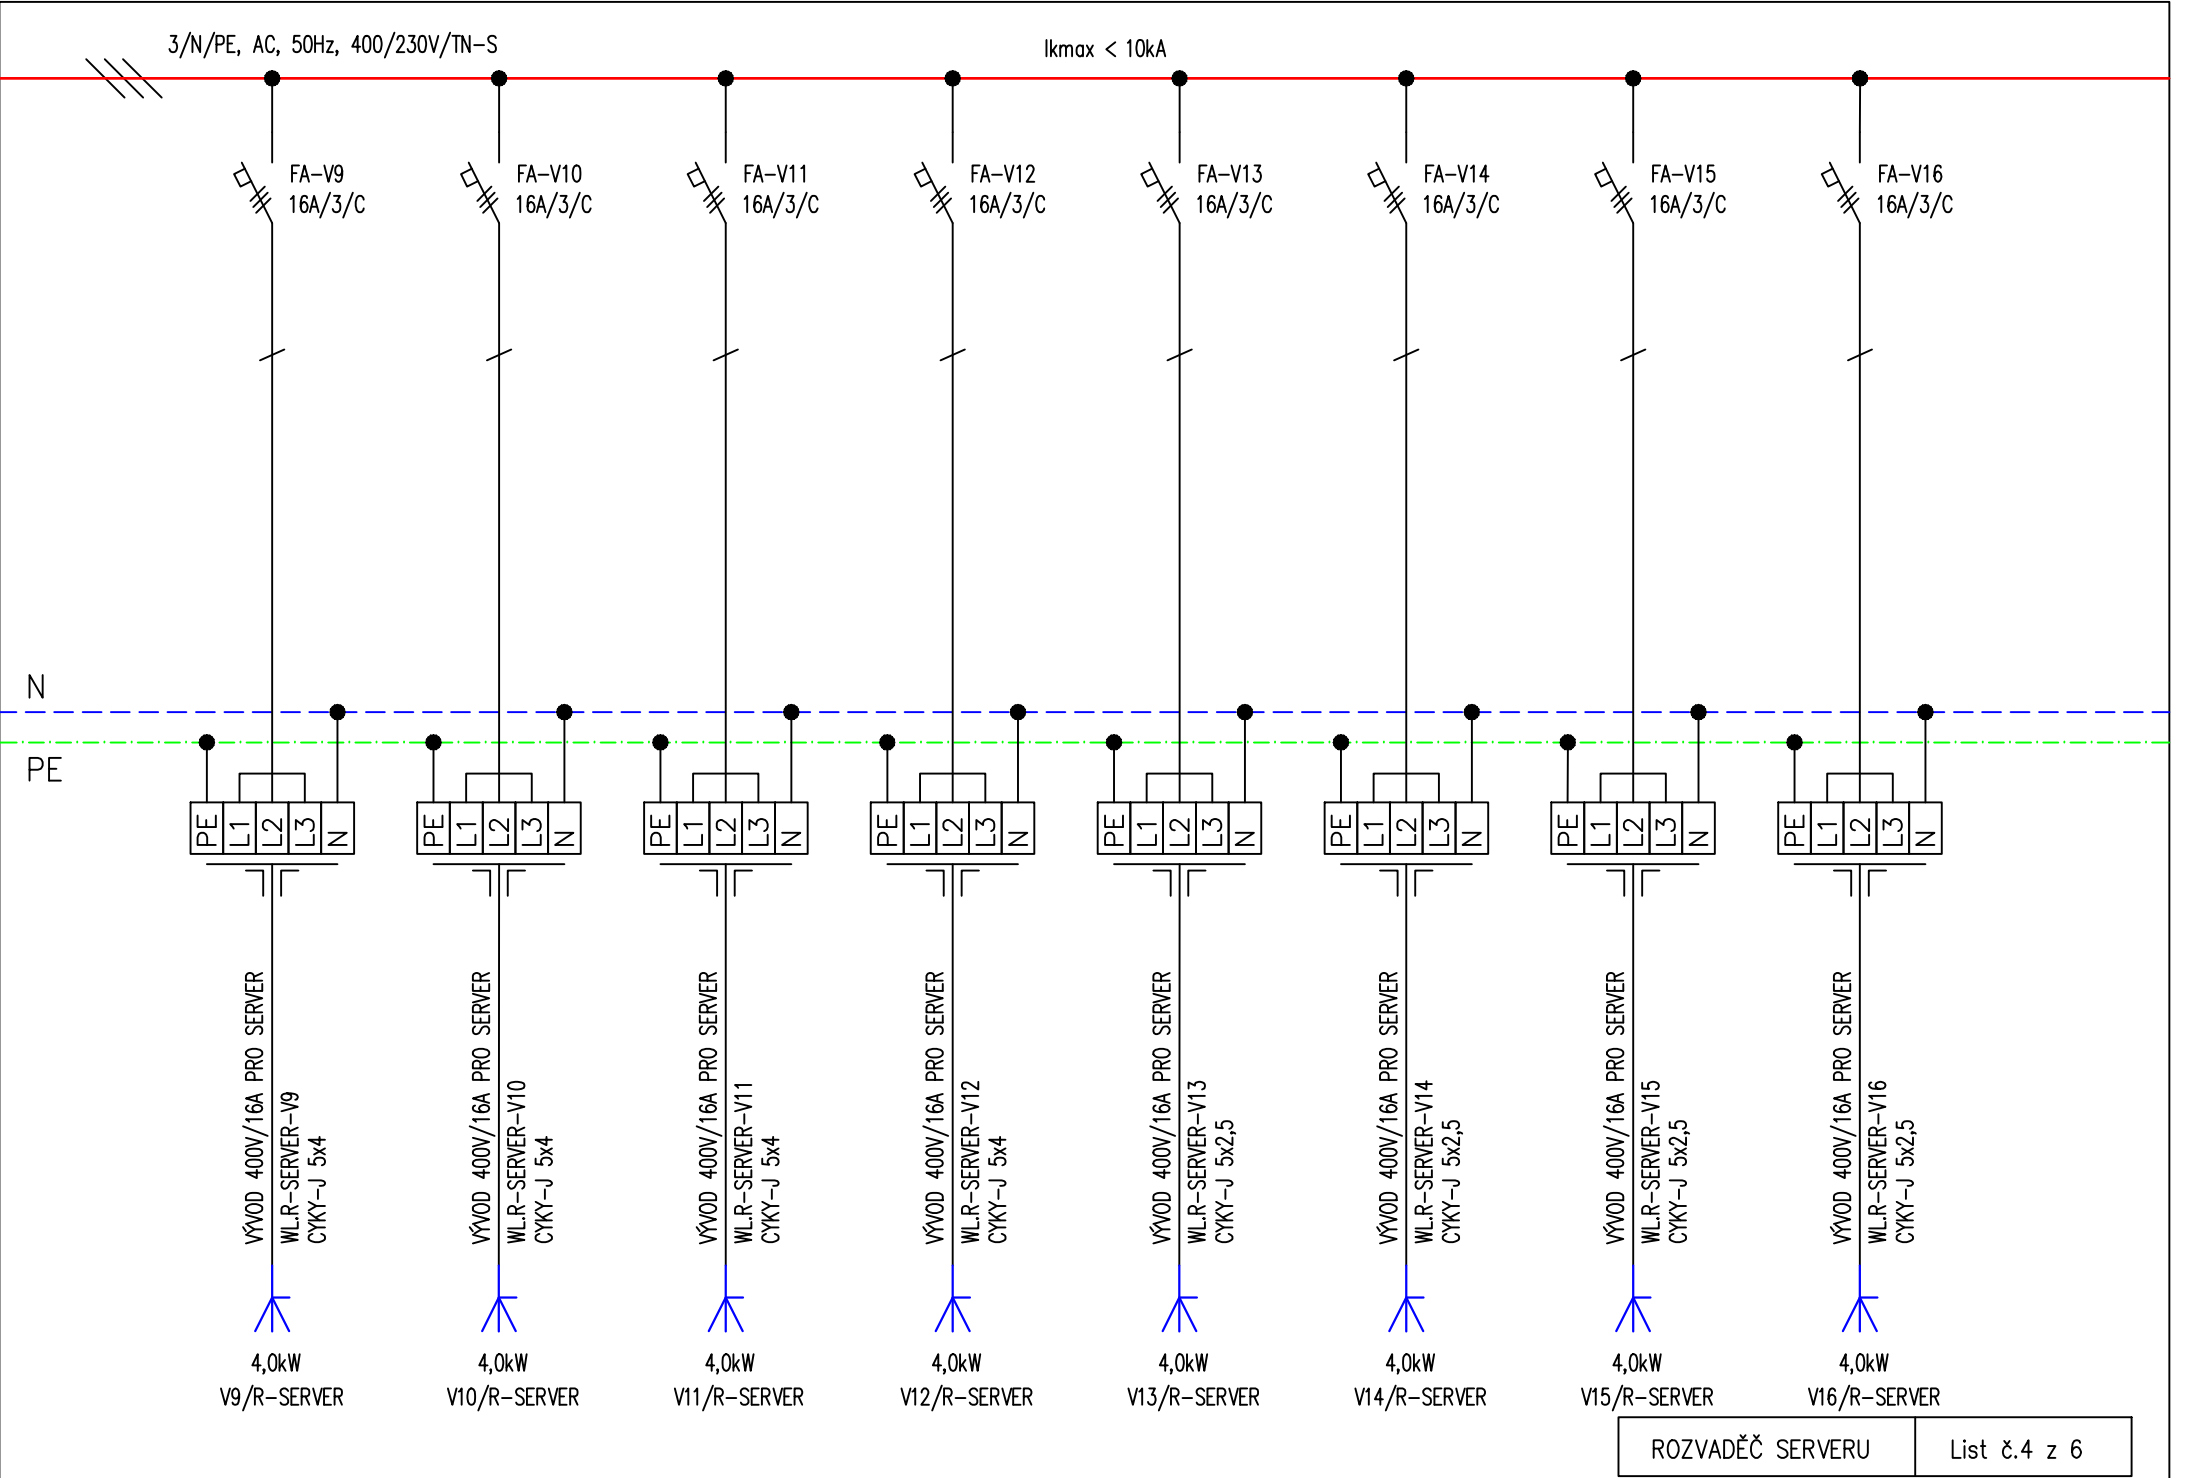 3/N/PE, AC, 50Hz, 400/230V/TN-S
Ikmax < 10kA
FA-V9
16A/3/C
FA-V10
16A/3/C
FA-V11
16A/3/C
FA-V12
16A/3/C
FA-V13
16A/3/C
FA-V14
16A/3/C
FA-V15
16A/3/C
FA-V16
16A/3/C
N
PE
PE L1 L2 L3 N
PE L1 L2 L3 N
PE L1 L2 L3 N
PE L1 L2 L3 N
PE L1 L2 L3 N
PE L1 L2 L3 N
PE L1 L2 L3 N
PE L1 L2 L3 N
VÝVOD 400V/16A PRO SERVER
WL.R-SERVER-V9
CYKY-J 5x4
VÝVOD 400V/16A PRO SERVER
WL.R-SERVER-V10
CYKY-J 5x4
VÝVOD 400V/16A PRO SERVER
WL.R-SERVER-V11
CYKY-J 5x4
VÝVOD 400V/16A PRO SERVER
WL.R-SERVER-V12
CYKY-J 5x4
VÝVOD 400V/16A PRO SERVER
WL.R-SERVER-V13
CYKY-J 5x2,5
VÝVOD 400V/16A PRO SERVER
WL.R-SERVER-V14
CYKY-J 5x2,5
VÝVOD 400V/16A PRO SERVER
WL.R-SERVER-V15
CYKY-J 5x2,5
VÝVOD 400V/16A PRO SERVER
WL.R-SERVER-V16
CYKY-J 5x2,5
4,0kW
V9/R-SERVER
4,0kW
V10/R-SERVER
4,0kW
V11/R-SERVER
4,0kW
V12/R-SERVER
4,0kW
V13/R-SERVER
4,0kW
V14/R-SERVER
4,0kW
V15/R-SERVER
4,0kW
V16/R-SERVER
ROZVADĚČ SERVERU
List č.4 z 6